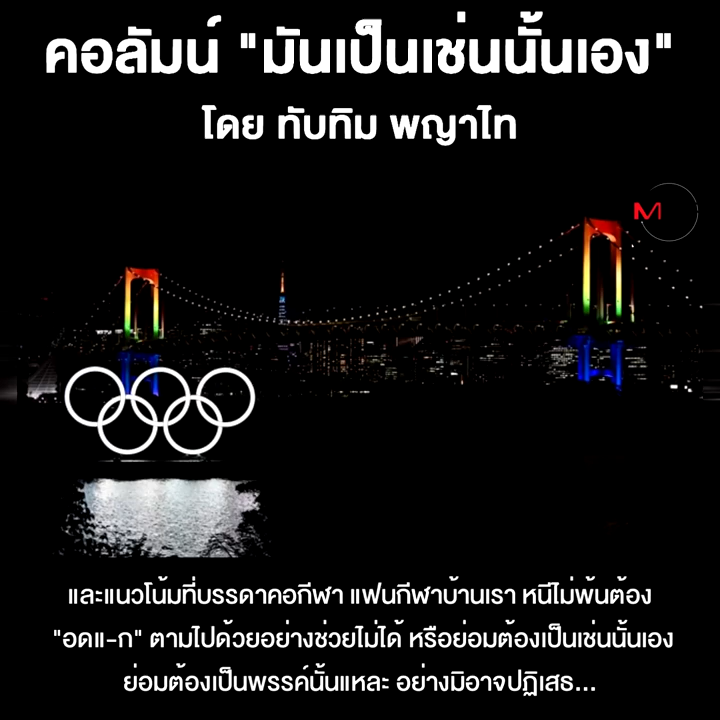 คอลัมน์ "มันเป็นเช่นนั้นเอง"
โดย ทับทิม พญาไท
M
และแนวโน้มที่บรรดาคอกีฬา แฟนกีฬาบ้านเรา หนีไม่พ้นต้อง
"อดแ-ก" ตามไปด้วยอย่างช่วยไม่ได้ หรือย่อมต้องเป็นเช่นนั้นเอง
ย่อมต้องเป็นพรรค์นั้นแหละ อย่างมิอาจปฏิเสธ...